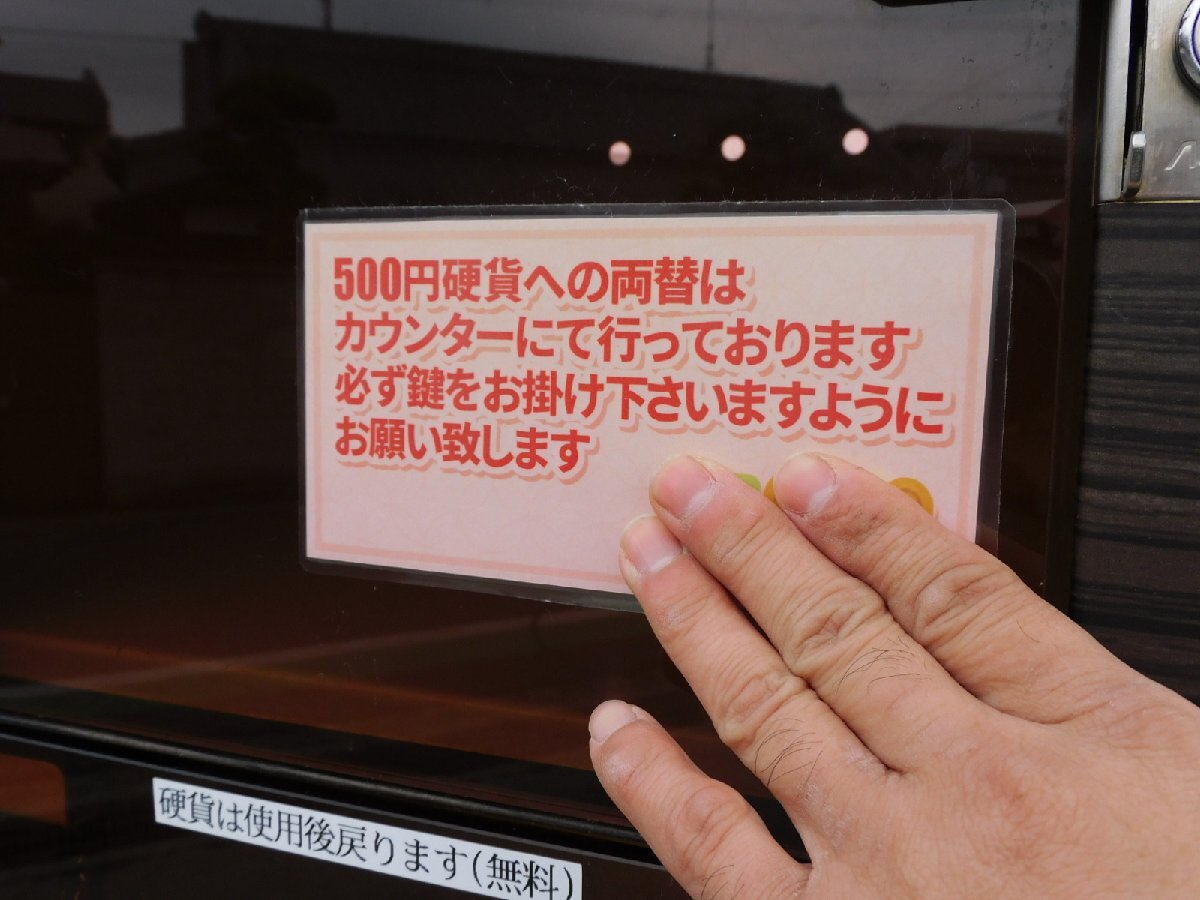 500円硬貨への両替は
カウンターにて行っております
必ず鍵をお掛け下さいますように
お願い致します
硬貨は使用後戻ります(無料)